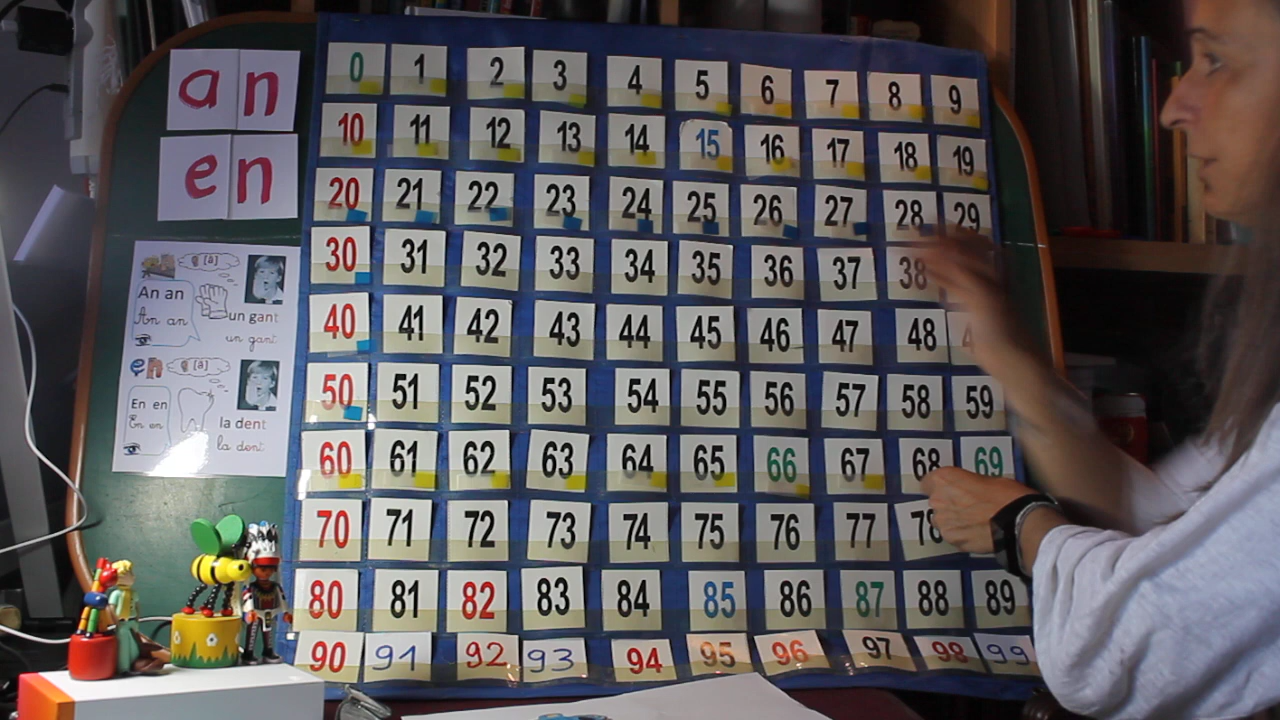 an
en
[ã]
An an
An an
un gant
un gant
en [ã]
En en
En en
la dent
la dent
0 1 2 3 4 5 6 7 8 9
10 11 12 13 14 15 16 17 18 19
20 21 22 23 24 25 26 27 28 29
30 31 32 33 34 35 36 37 38
40 41 42 43 44 45 46 47 48 4
50 51 52 53 54 55 56 57 58 59
60 61 62 63 64 65 66 67 68 69
70 71 72 73 74 75 76 77 78
80 81 82 83 84 85 86 87 88 89
90 91 92 93 94 95 96 97 98 99